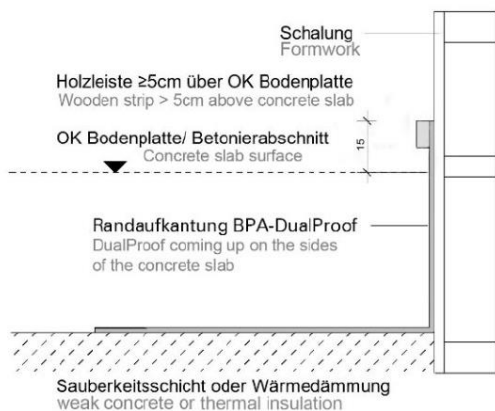 Schalung
Formwork
Holzleiste ≥5cm über OK Bodenplatte
Wooden strip > 5cm above concrete slab
OK Bodenplatte/ Betonierabschnitt
Concrete slab surface
15
Randaufkantung BPA-DualProof
DualProof coming up on the sides
of the concrete slab
Sauberkeitsschicht oder Wärmedämmung
weak concrete or thermal insulation